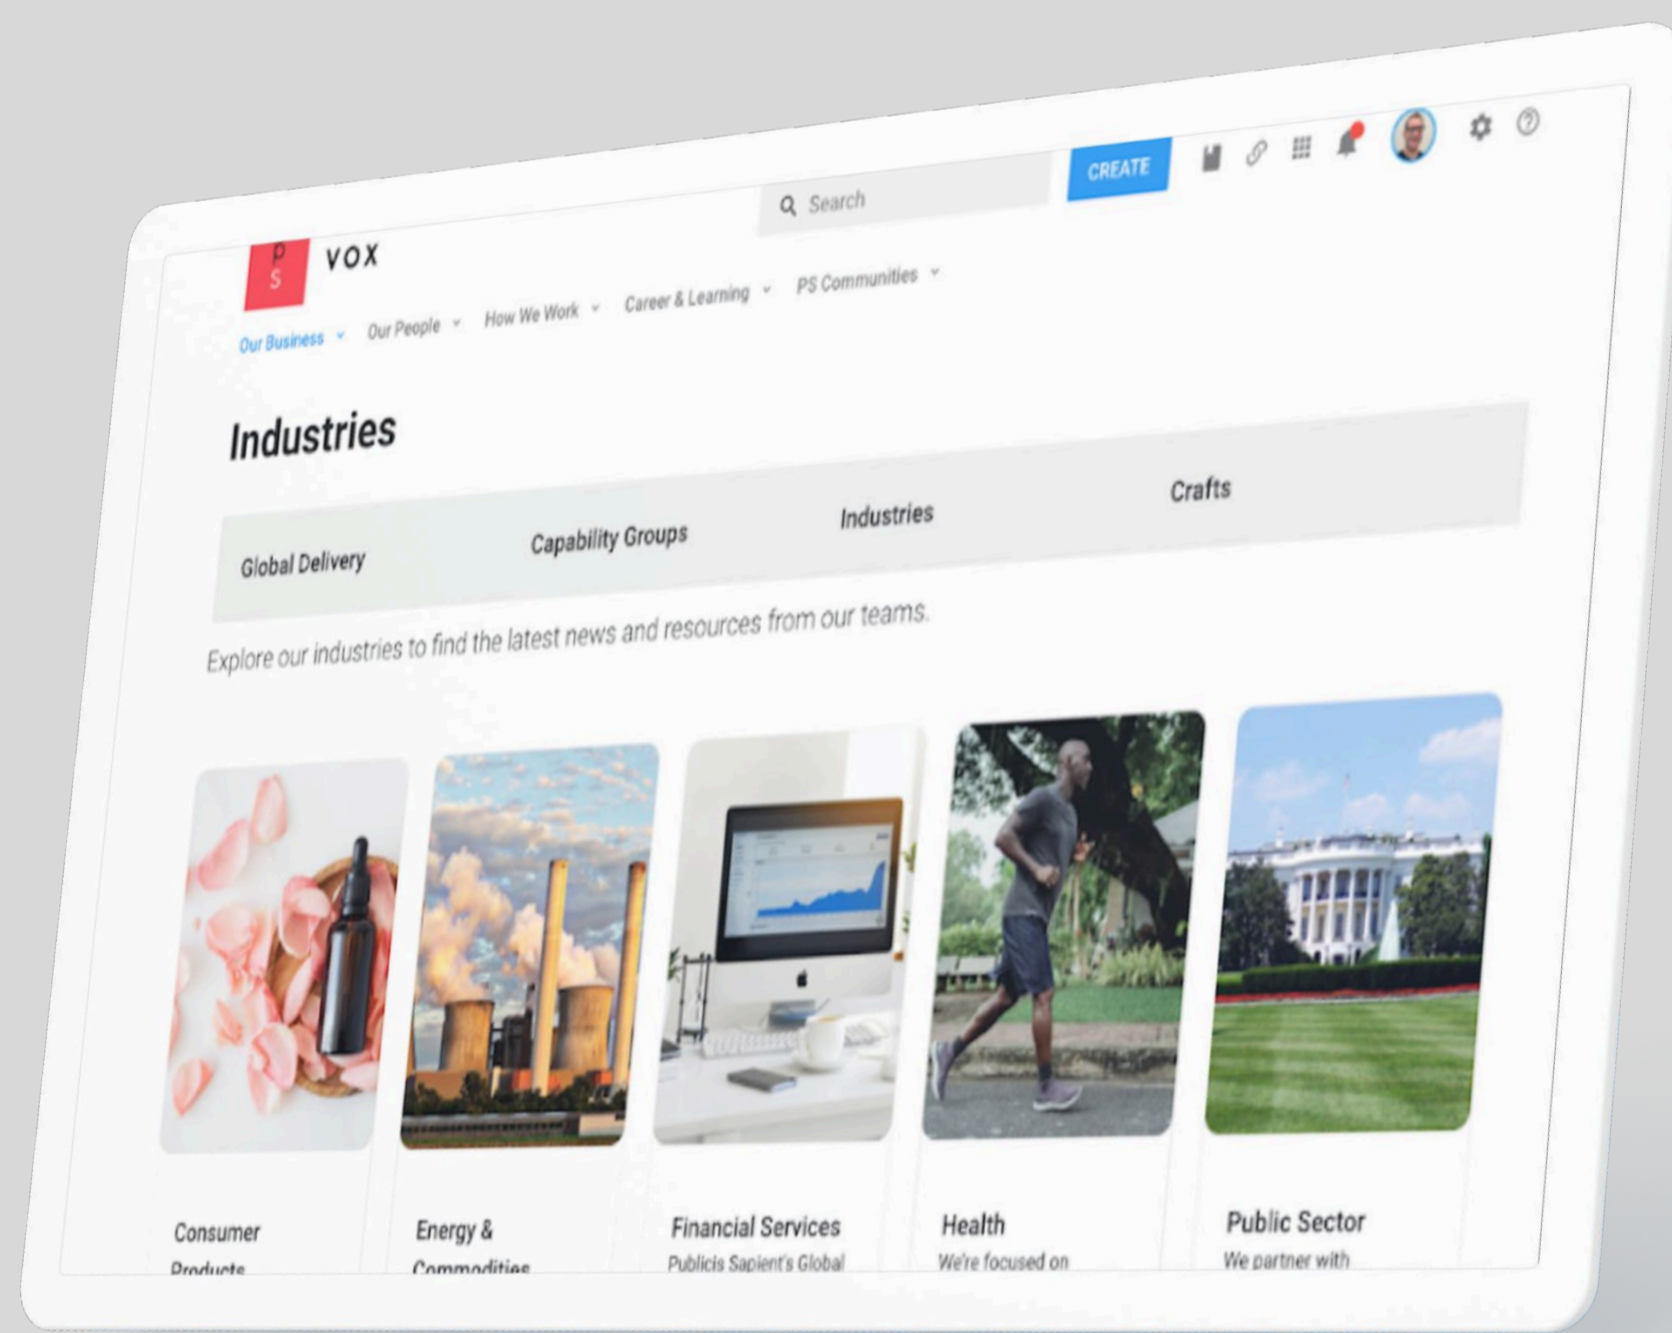 P
S
VOX
Search
CREATE
Our Business
Our People
How We Work
Career & Learning
PS Communities
Industries
Global Delivery
Capability Groups
Industries
Crafts
Explore our industries to find the latest news and resources from our teams.
Consumer
Products
Energy &
Commodities
Financial Services
Publicis Sapient's Global
Health
We're focused on
Public Sector
We partner with